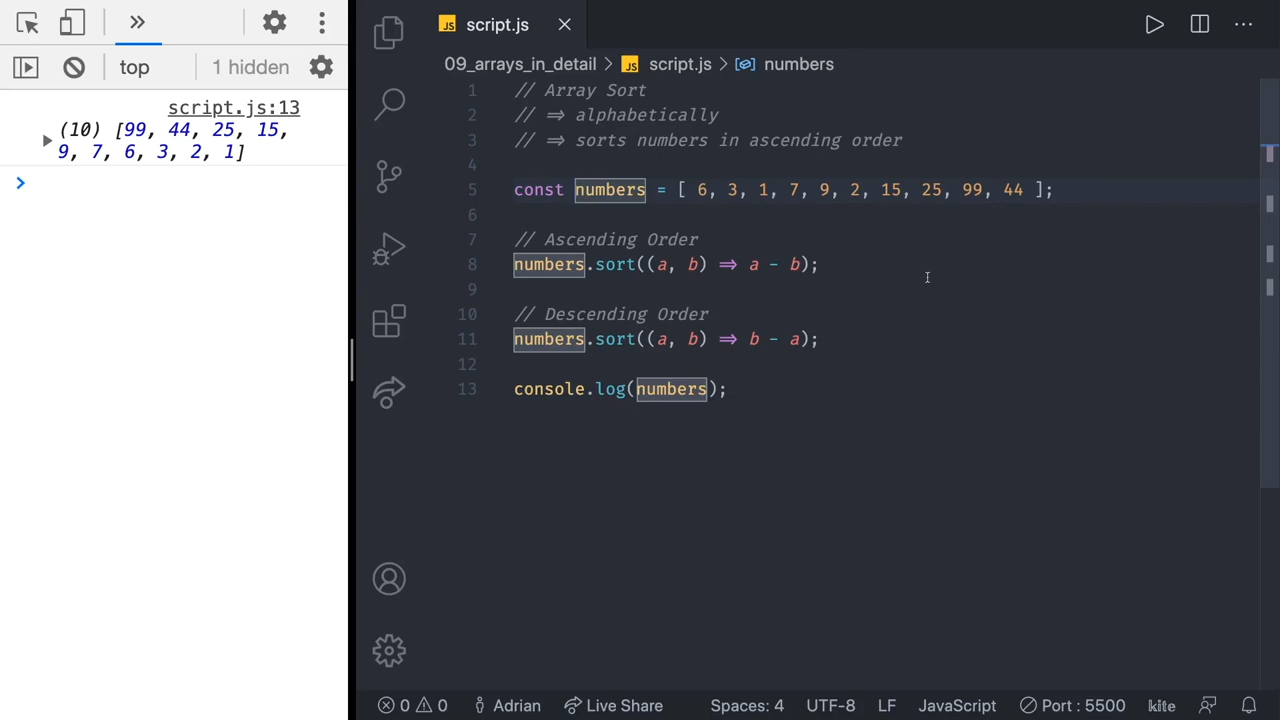 top
1 hidden
script.js:13
(10) [99, 44, 25, 15,
9, 7, 6, 3, 2, 1]
JS script.js
09_arrays_in_detail > JS script.js > numbers
1 // Array Sort
2 // => alphabetically
3 // => sorts numbers in ascending order
4
5 const numbers = [ 6, 3, 1, 7, 9, 2, 15, 25, 99, 44 ];
6
7 // Ascending Order
8 numbers.sort((a, b) => a - b);
9
10 // Descending Order
11 numbers.sort((a, b) => b - a);
12
13 console.log(numbers);
0 0 Adrian Live Share Spaces: 4 UTF-8 LF JavaScript Port : 5500 kite